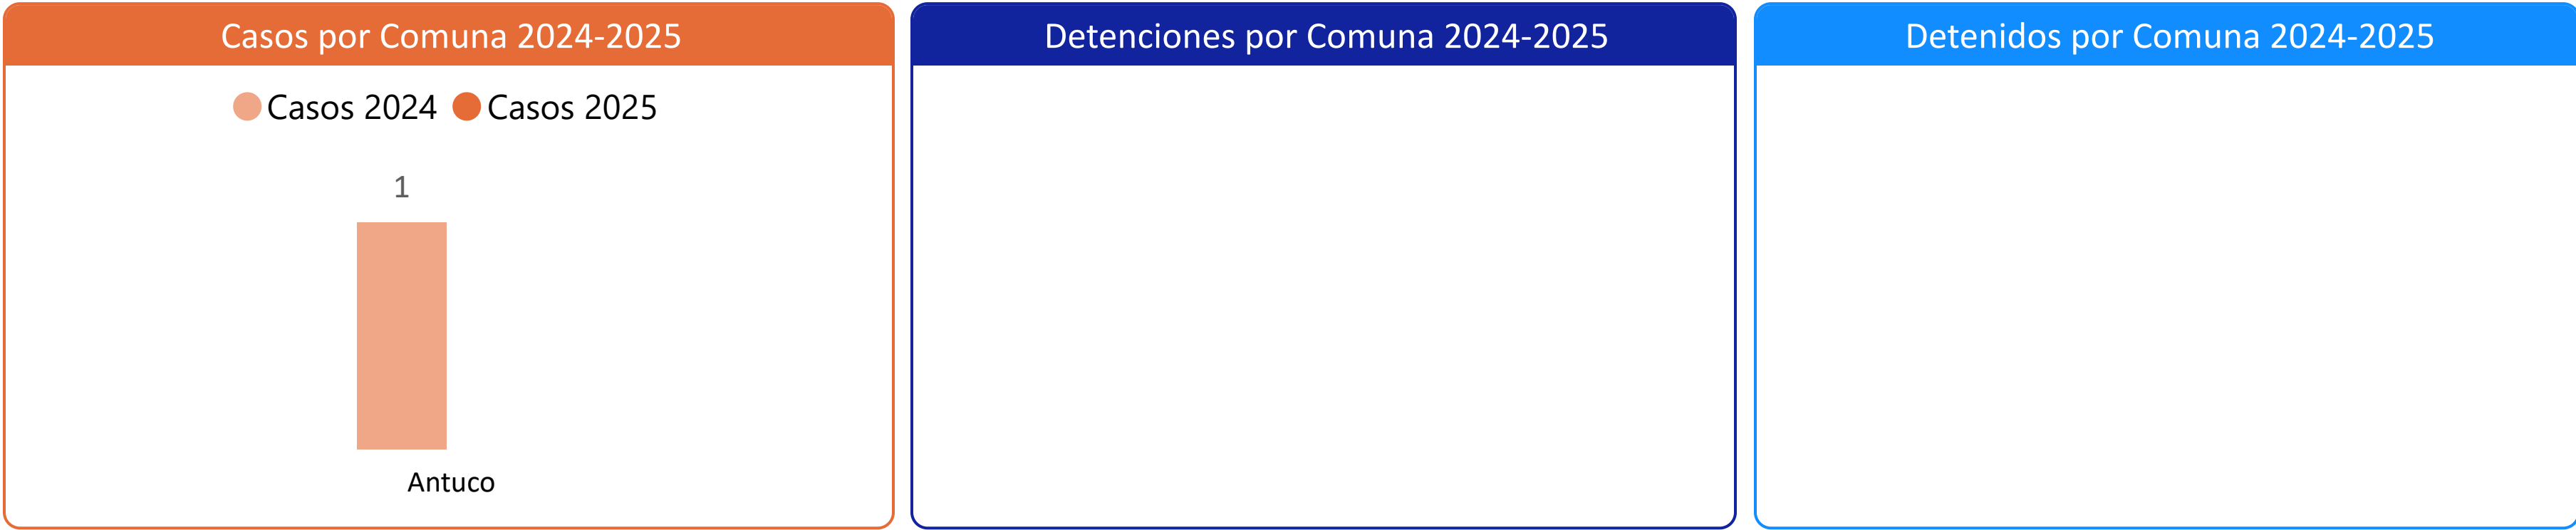 Casos por Comuna 2024-2025
Casos 2024 Casos 2025
1
Antuco
Detenciones por Comuna 2024-2025
Detenidos por Comuna 2024-2025